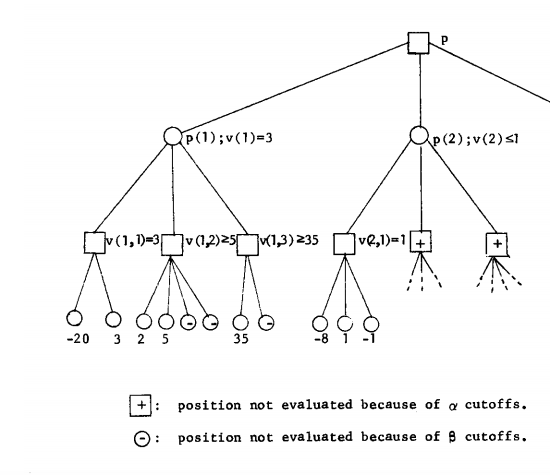 p
p(1);v(1)=3
p(2);v(2)≤1
v(1,1)=3
v(1,2)≥5
v(1,3)≥35
v(2,1)=1
+
+
-
-
-
-20
3
2
5
35
-8
1
-1
+ : position not evaluated because of α cutoffs.
- : position not evaluated because of β cutoffs.